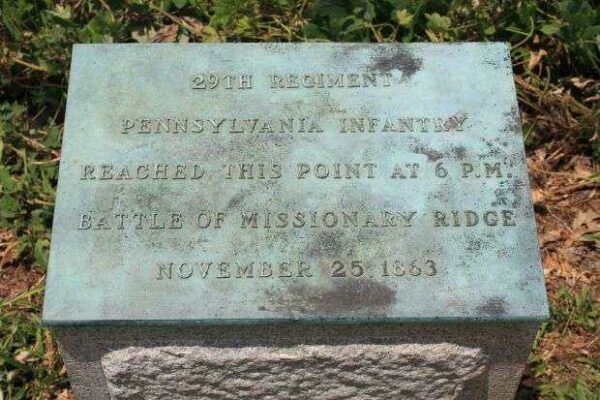 29TH REGIMENT
PENNSYLVANIA INFANTRY
REACHED THIS POINT AT 6 P.M.
BATTLE OF MISSIONARY RIDGE
NOVEMBER 25 1863